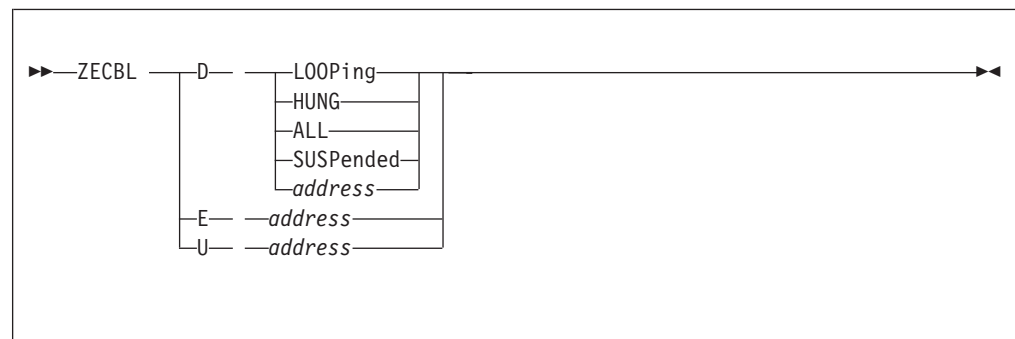 ZECBL D LOOPing
HUNG
ALL
SUSPended
address
E address
U address